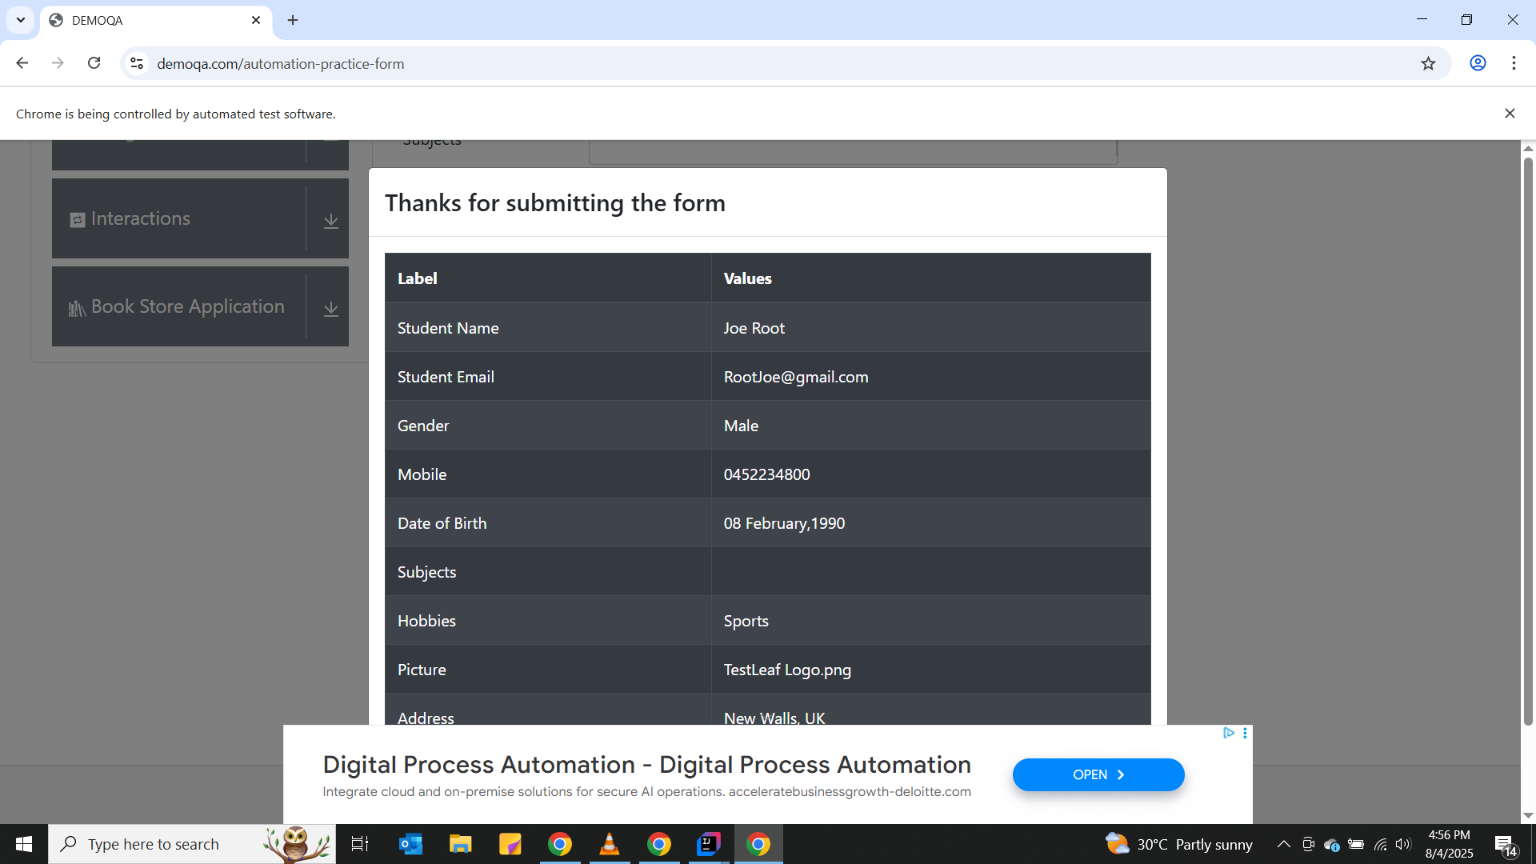 DEMOQA
demoqa.com/automation-practice-form
Chrome is being controlled by automated test software.
Subjects
Interactions
Book Store Application
Thanks for submitting the form
Label Values
Student Name Joe Root
Student Email RootJoe@gmail.com
Gender Male
Mobile 0452234800
Date of Birth 08 February,1990
Subjects
Hobbies Sports
Picture TestLeaf Logo.png
Address New Walls, UK
Digital Process Automation - Digital Process Automation
Integrate cloud and on-premise solutions for secure AI operations. acceleratebusinessgrowth-deloitte.com
OPEN
Type here to search
30°C Partly sunny
4:56 PM
8/4/2025
14